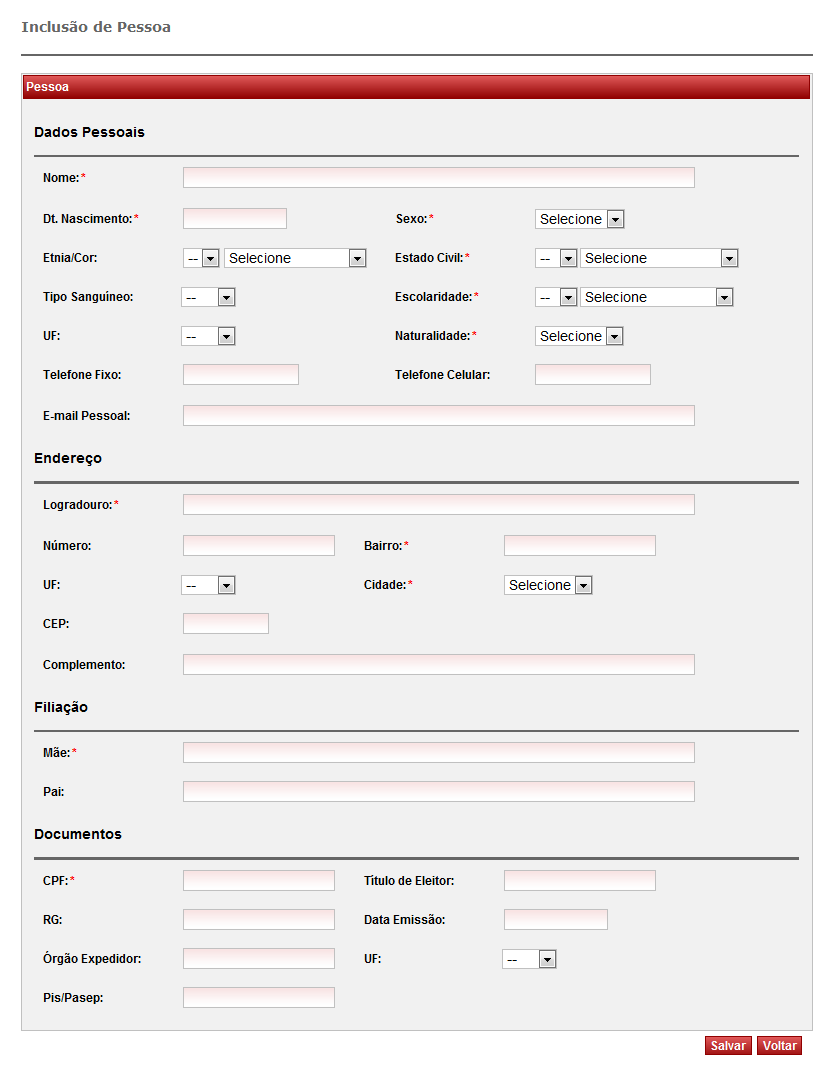 Inclusão de Pessoa
Pessoa
Dados Pessoais
Nome:*
Dt. Nascimento:* Sexo:* Selecione
Etnia/Cor: -- Selecione Estado Civil:* -- Selecione
Tipo Sanguíneo: -- Escolaridade:* -- Selecione
UF: -- Naturalidade:* Selecione
Telefone Fixo: Telefone Celular:
E-mail Pessoal:
Endereço
Logradouro:*
Número: Bairro:*
UF: -- Cidade:* Selecione
CEP:
Complemento:
Filiação
Mãe:*
Pai:
Documentos
CPF:* Título de Eleitor:
RG: Data Emissão:
Órgão Expedidor: UF: --
Pis/Pasep:
Salvar Voltar